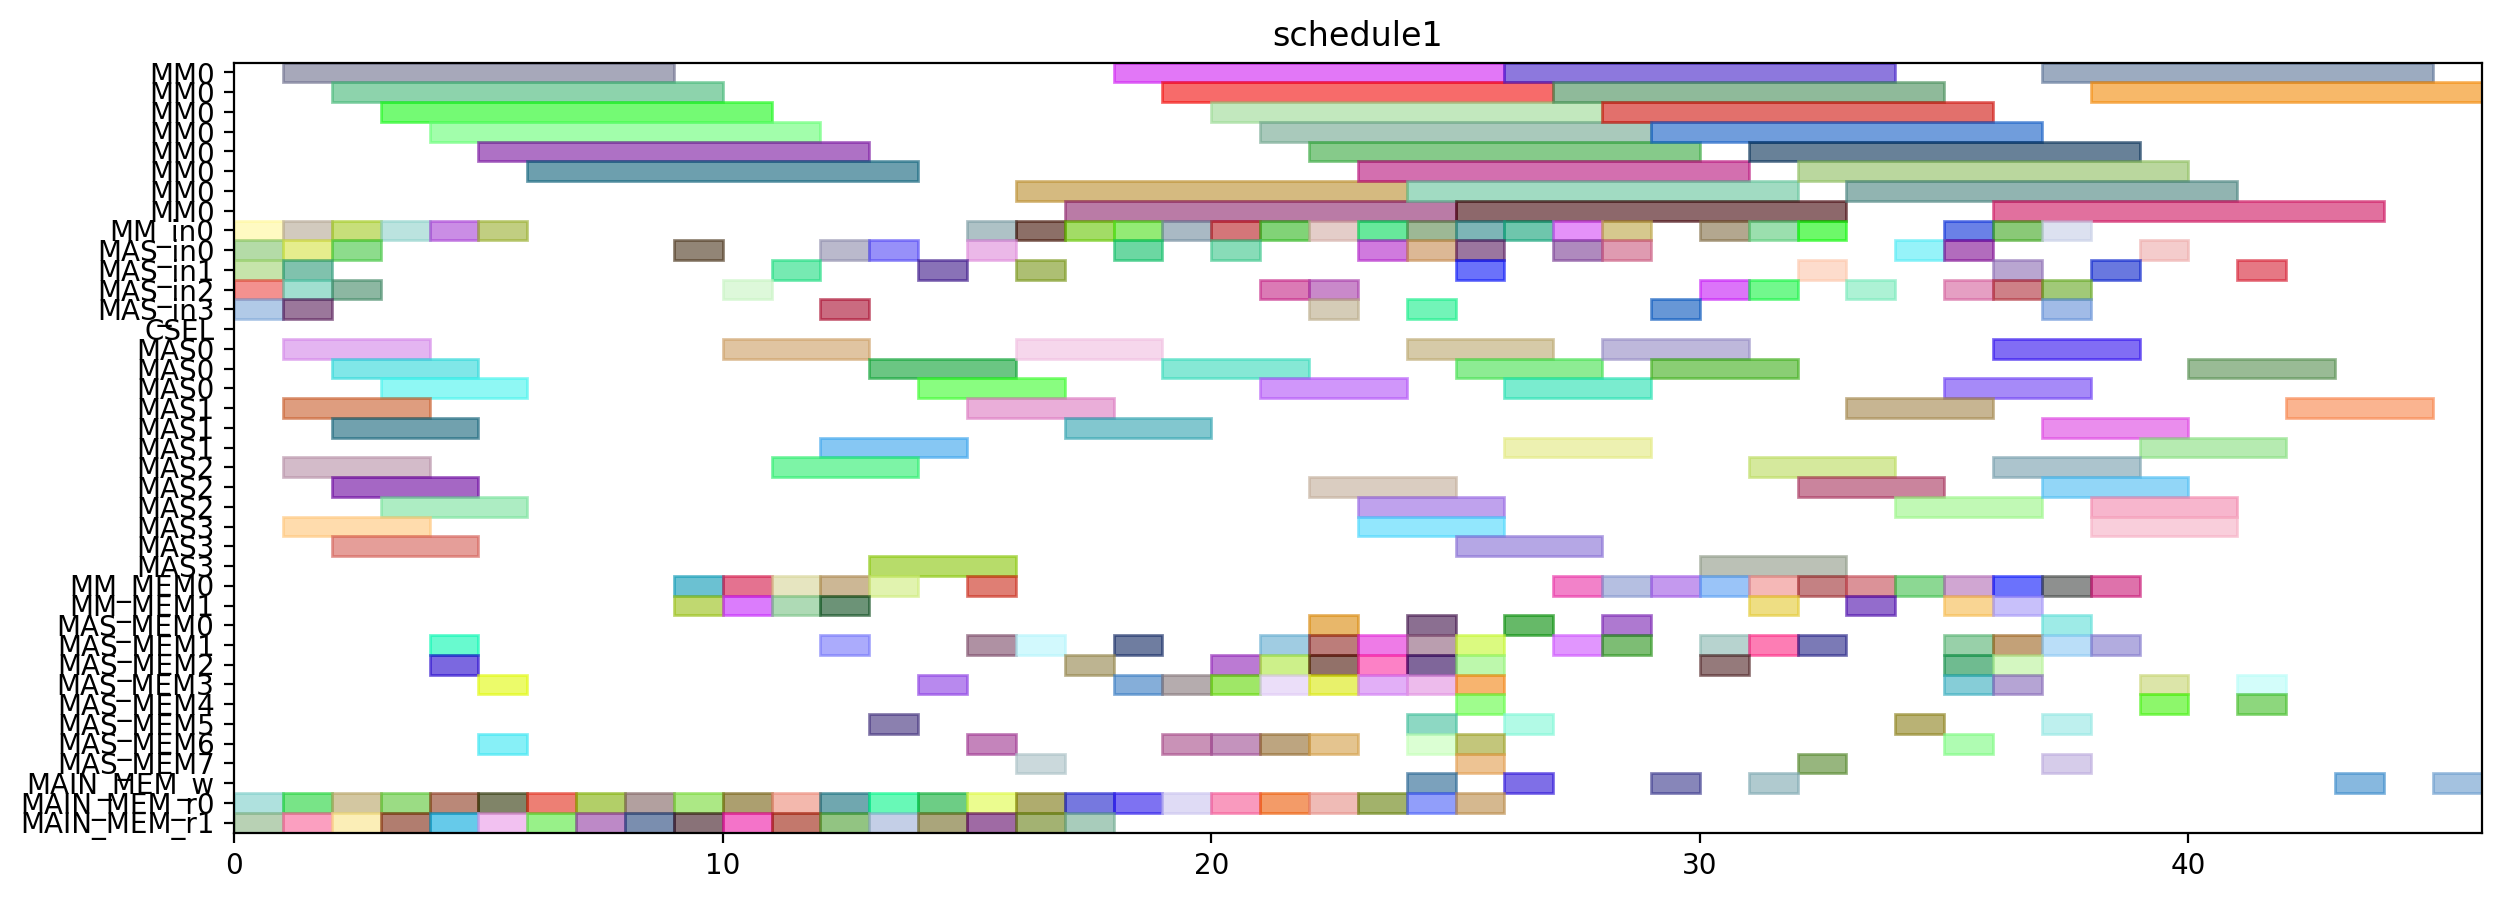 schedule1
MM0
MM0
MM0
MM0
MM0
MM0
MM0
MM0
MM_in0
MAS_in0
MAS_in1
MAS_in2
MAS_in3
CSEL
MAS0
MAS0
MAS0
MAS1
MAS1
MAS1
MAS2
MAS2
MAS2
MAS3
MAS3
MAS3
MM_MEM0
MM_MEM1
MAS_MEM0
MAS_MEM1
MAS_MEM2
MAS_MEM3
MAS_MEM4
MAS_MEM5
MAS_MEM6
MAS_MEM7
MAIN_MEM_w
MAIN_MEM_r0
MAIN_MEM_r1
0 10 20 30 40